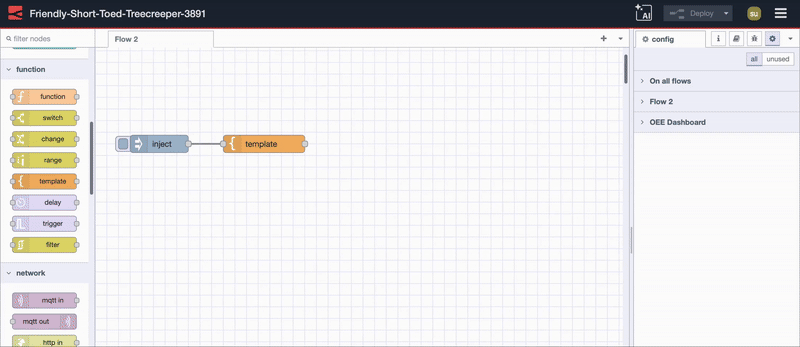 Friendly-Short-Toed-Treecreeper-3891
AI
Deploy
su
filter nodes
function
function
switch
change
range
template
delay
trigger
filter
network
mqtt in
mqtt out
http in
Flow 2
inject
template
config
all
unused
On all flows
Flow 2
OEE Dashboard